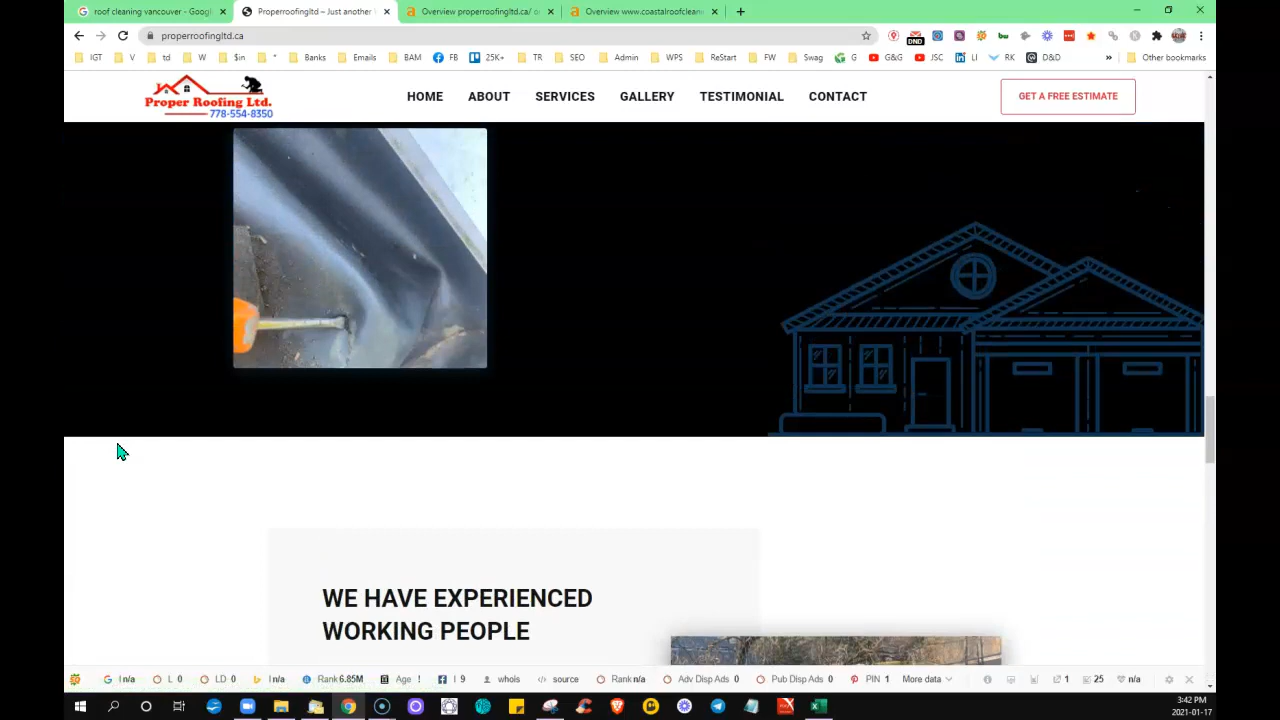 roof cleaning vancouver - Googl
Properroofingltd – Just another
Overview properroofingltd.ca/ o
Overview www.coastalroofclean
properroofingltd.ca
IGT
V
td
W
$in
*
Banks
Emails
BAM
FB
25K+
TR
SEO
Admin
WPS
ReStart
FW
Swag
G
G&G
JSC
LI
RK
D&D
»
Other bookmarks
DND
Proper Roofing Ltd.
778-554-8350
HOME
ABOUT
SERVICES
GALLERY
TESTIMONIAL
CONTACT
GET A FREE ESTIMATE
WE HAVE EXPERIENCED
WORKING PEOPLE
I n/a
L 0
LD 0
I n/a
Rank 6.85M
Age !
I 9
whois
source
Rank n/a
Adv Disp Ads 0
Pub Disp Ads 0
PIN 1
More data
1
25
n/a
3:42 PM
2021-01-17